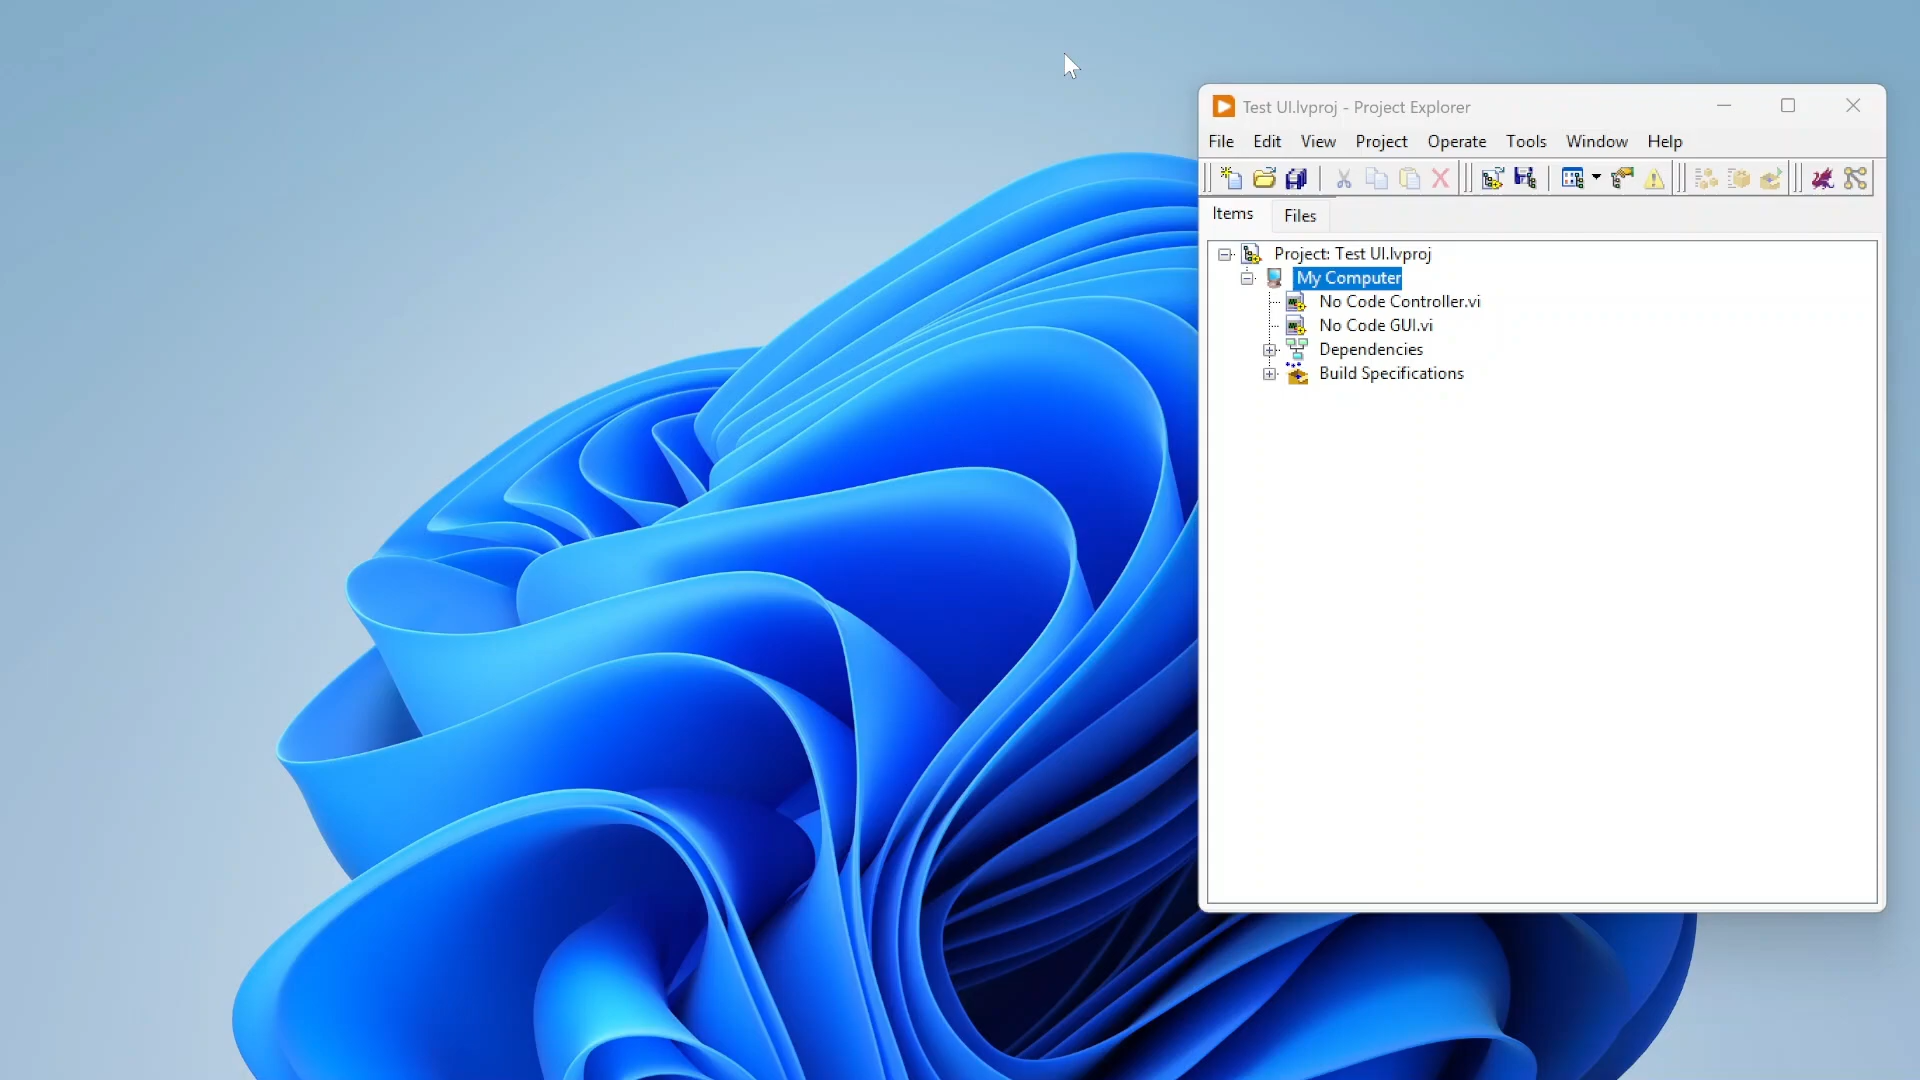 Test UI.lvproj - Project Explorer
File Edit View Project Operate Tools Window Help
Items Files
Project: Test UI.lvproj
My Computer
No Code Controller.vi
No Code GUI.vi
Dependencies
Build Specifications